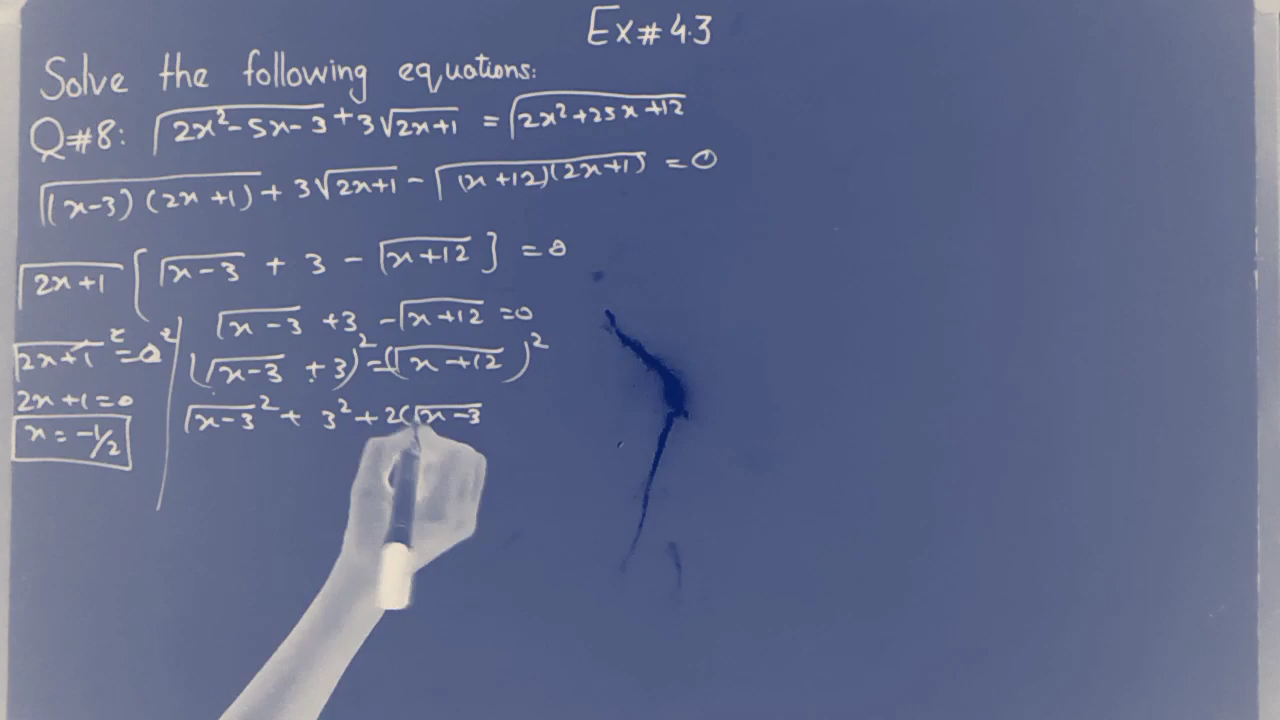 Ex# 4.3
Solve the following equations:
Q#8: √(2x²-5x-3) + 3√(2x+1) = √(2x²+25x+12)
√((x-3)(2x+1)) + 3√(2x+1) - √((x+12)(2x+1)) = 0
√(2x+1) [√(x-3) + 3 - √(x+12)] = 0
√(x-3) + 3 - √(x+12) = 0
√(2x+1)² = 0²
(√(x-3) + 3)² = (√(x+12))²
2x+1=0
√(x-3)² + 3² + 2(√(x-3)
x = -1/2